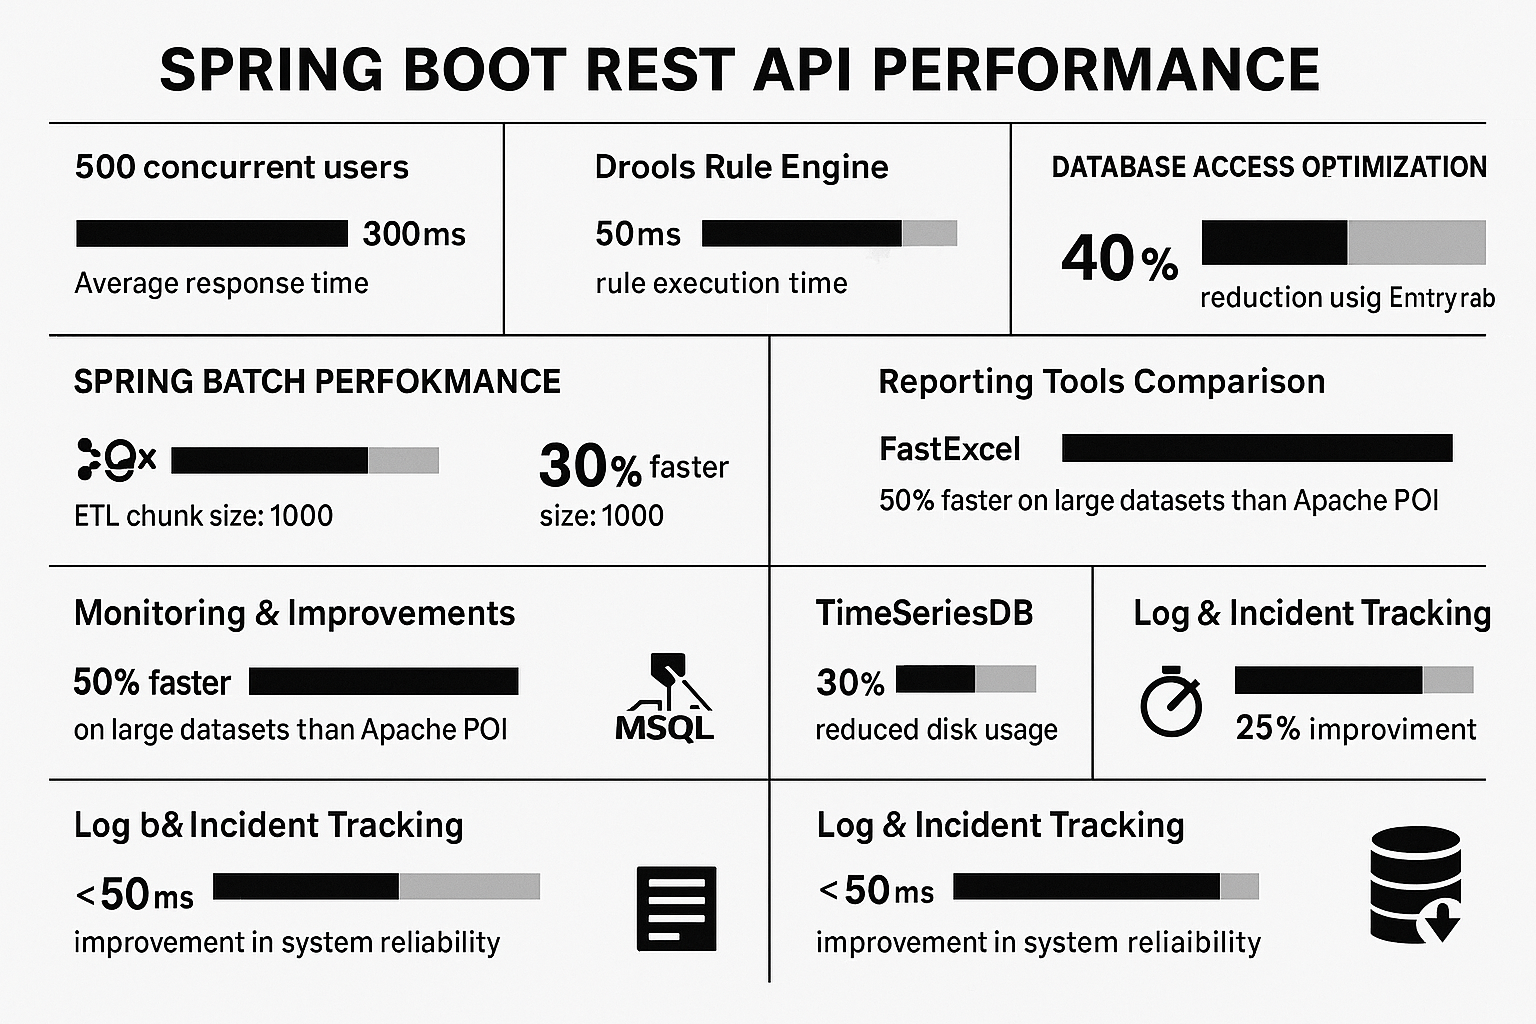 SPRING BOOT REST API PERFORMANCE
500 concurrent users
300ms
Average response time
Drools Rule Engine
50ms
rule execution time
DATABASE ACCESS OPTIMIZATION
40%
reduction usig Emtryrab
SPRING BATCH PERFOKMANCE
x
ETL chunk size: 1000
30% faster
size: 1000
Reporting Tools Comparison
FastExcel
50% faster on large datasets than Apache POI
Monitoring & Improvements
50% faster
on large datasets than Apache POI
MSQL
TimeSeriesDB
30%
reduced disk usage
Log & Incident Tracking
25% improviment
Log b& Incident Tracking
<50ms
improvement in system reliability
Log & Incident Tracking
<50ms
improvement in system reliaibility